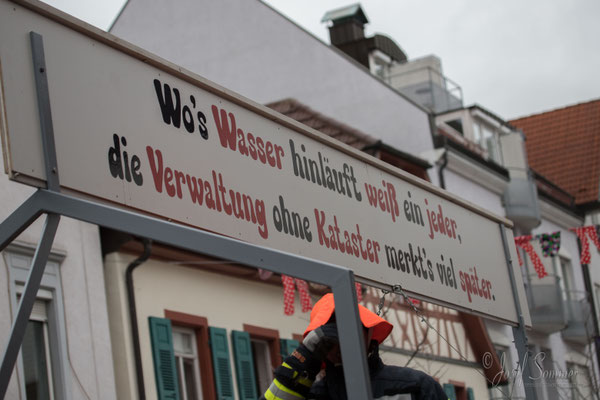 Wo's Wasser hinläuft weiß ein jeder,
die Verwaltung ohne Kataster merkt's viel später.